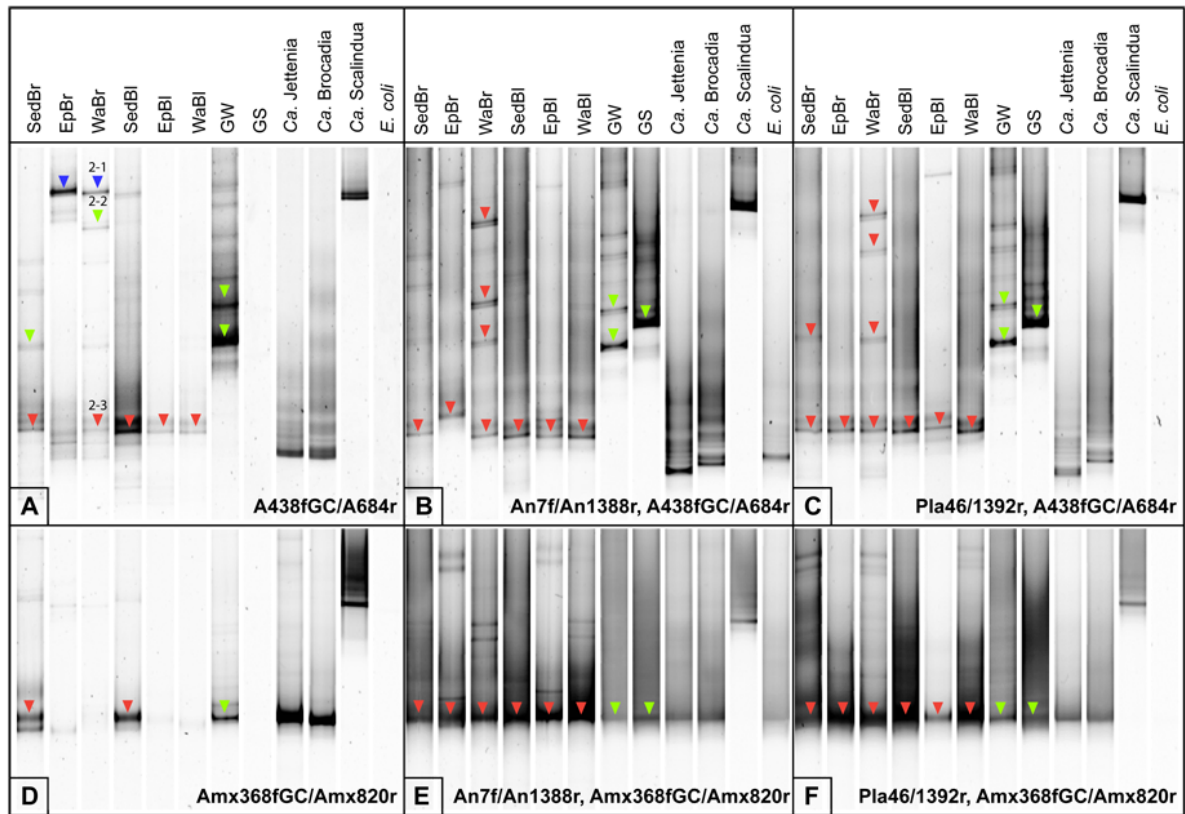 SedBr EpBr WaBr SedBl EpBl WaBl GW GS Ca. Jettenia Ca. Brocadia Ca. Scalindua E. coli
SedBr EpBr WaBr SedBl EpBl WaBl GW GS Ca. Jettenia Ca. Brocadia Ca. Scalindua E. coli
SedBr EpBr WaBr SedBl EpBl WaBl GW GS Ca. Jettenia Ca. Brocadia Ca. Scalindua E. coli
2-1
2-2
2-3
A
A438fGC/A684r
B
An7f/An1388r, A438fGC/A684r
C
Pla46/1392r, A438fGC/A684r
D
Amx368fGC/Amx820r
E
An7f/An1388r, Amx368fGC/Amx820r
F
Pla46/1392r, Amx368fGC/Amx820r